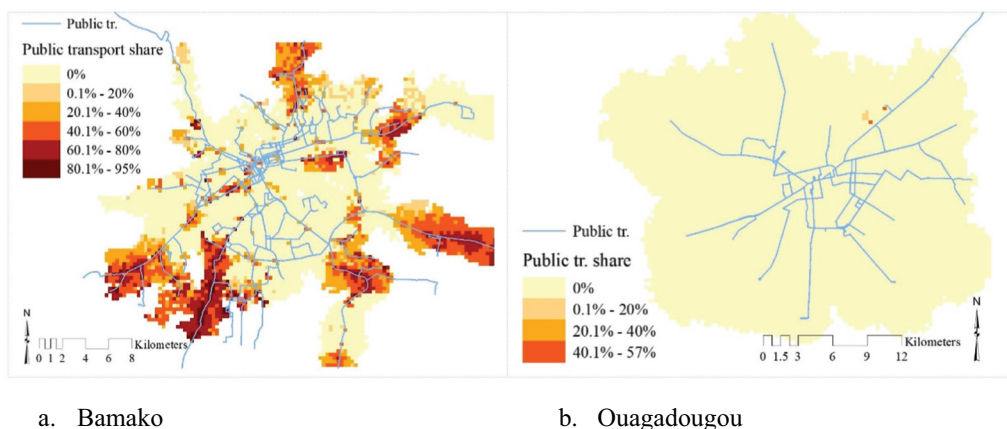 Public tr.
Public transport share
0%
0.1% - 20%
20.1% - 40%
40.1% - 60%
60.1% - 80%
80.1% - 95%
N
Kilometers
0 1 2 4 6 8
Public tr.
Public tr. share
0%
0.1% - 20%
20.1% - 40%
40.1% - 57%
N
Kilometers
0 1.5 3 6 9 12
a. Bamako
b. Ouagadougou